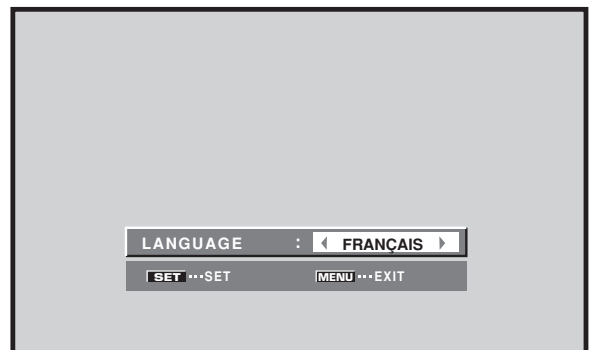 LANGUAGE : ◀ FRANÇAIS ▶
SET ···SET MENU ···EXIT